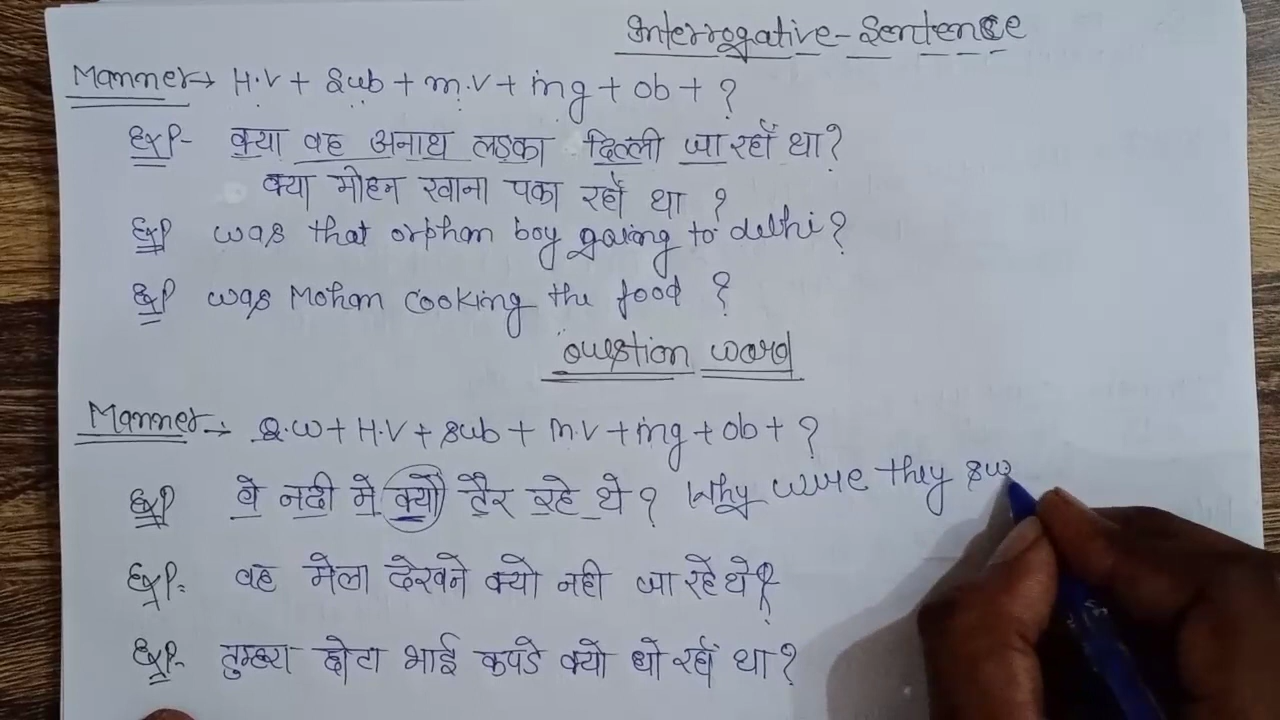 Interrogative-Sentence
Manner→ H.V + Sub + m.V + ing + ob + ?
Exp- क्या वह अनाथ लड़का दिल्ली जा रहाँ था?
क्या मोहन खाना पका रहाँ था ?
Exp was that orphan boy going to delhi?
Exp was Mohan cooking the food ?
Question word
Manner→ Q.W + H.V + Sub + m.V + ing + ob + ?
Exp वे नदी मे क्यों तैर रहे थे? Why were they sw
Exp- वह मेला देखने क्यो नही जा रहे थे?
Exp- तुम्हरा छोटा भाई कपडे क्यो धो रहाँ था?